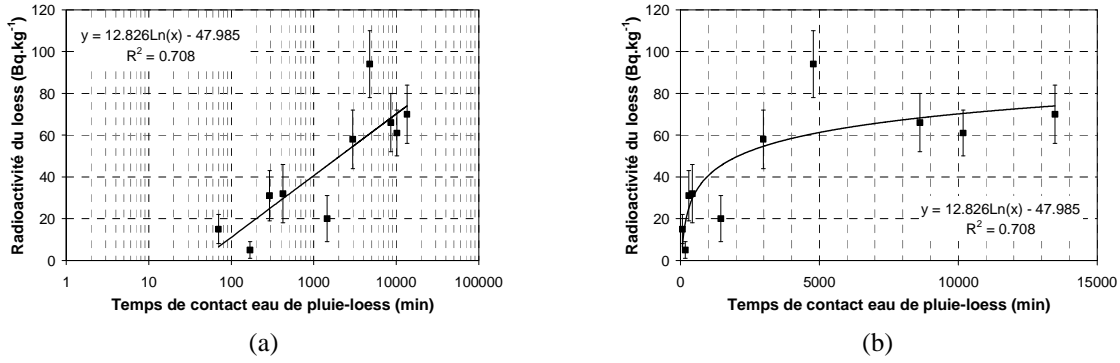 Radioactivité du loess (Bq.kg-1)
120
100
80
60
40
20
0
y = 12.826Ln(x) - 47.985
R2 = 0.708
1 10 100 1000 10000 100000
Temps de contact eau de pluie-loess (min)
(a)
Radioactivité du loess (Bq.kg-1)
120
100
80
60
40
20
0
y = 12.826Ln(x) - 47.985
R2 = 0.708
0 5000 10000 15000
Temps de contact eau de pluie-loess (min)
(b)